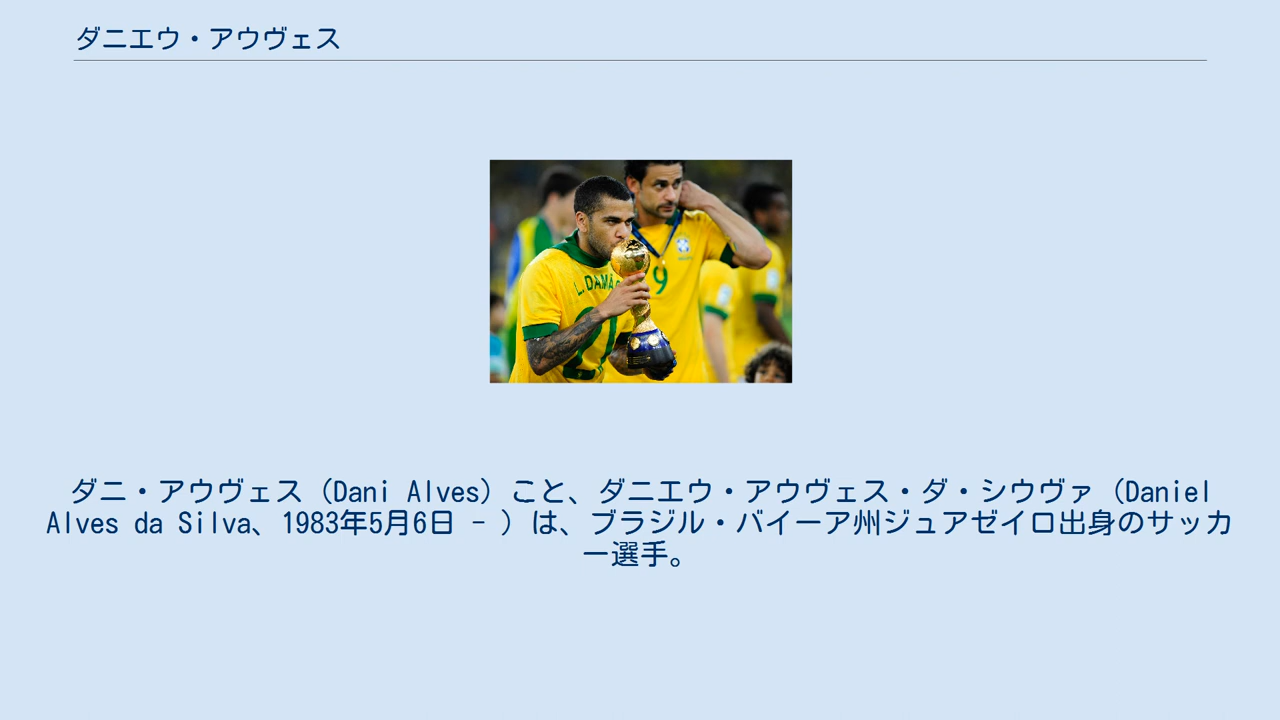 ダニエウ・アウヴェス
L.DAMA
21
9
ダニ・アウヴェス（Dani Alves）こと、ダニエウ・アウヴェス・ダ・シウヴァ（Daniel
Alves da Silva、1983年5月6日 - ）は、ブラジル・バイーア州ジュアゼイロ出身のサッカ
ー選手。